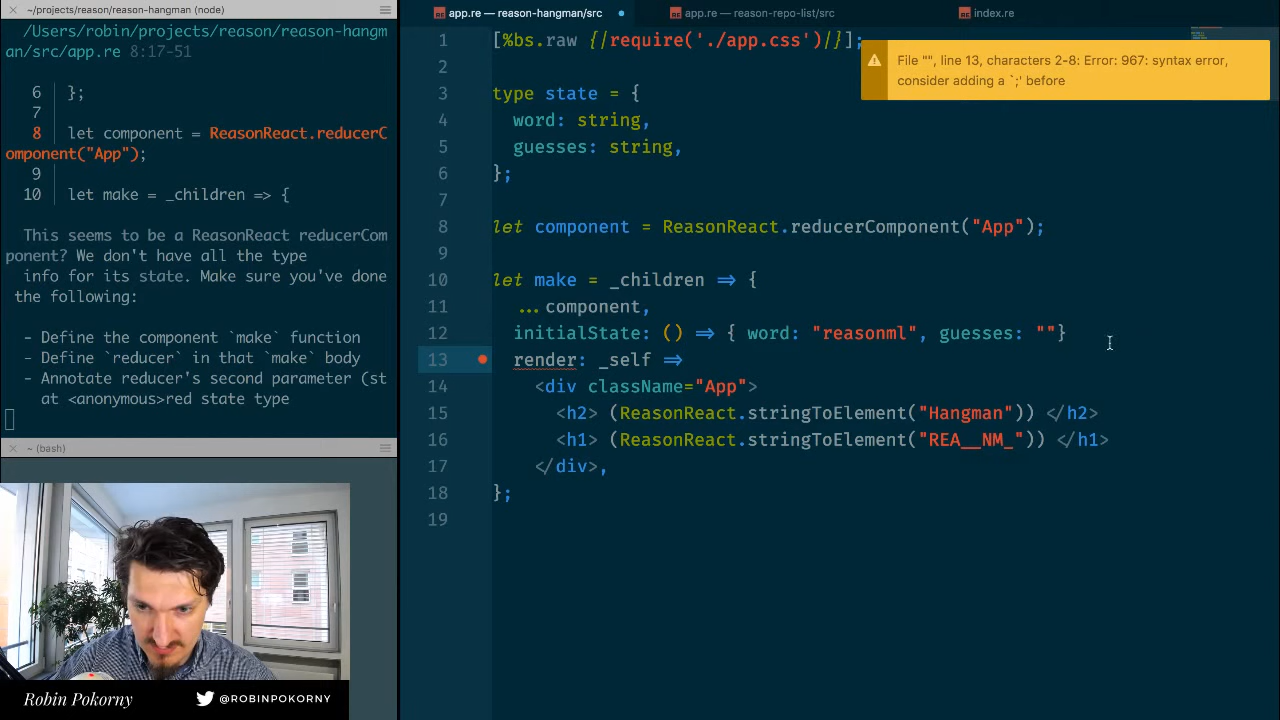 ~/projects/reason/reason-hangman (node)
/Users/robin/projects/reason/reason-hangm
an/src/app.re 8:17-51
6 };
7
8 let component = ReasonReact.reducerC
omponent("App");
9
10 let make = _children => {
This seems to be a ReasonReact reducerCom
ponent? We don't have all the type
info for its state. Make sure you've done
the following:
- Define the component `make` function
- Define `reducer` in that `make` body
- Annotate reducer's second parameter (st
at <anonymous>red state type
~ (bash)
Robin Pokorny
@ROBINPOKORNY
app.re — reason-hangman/src
app.re — reason-repo-list/src
index.re
File "", line 13, characters 2-8: Error: 967: syntax error,
consider adding a `;' before
1 [%bs.raw {|require('./app.css')|}];
2
3 type state = {
4 word: string,
5 guesses: string,
6 };
7
8 let component = ReasonReact.reducerComponent("App");
9
10 let make = _children => {
11 ...component,
12 initialState: () => { word: "reasonml", guesses: ""}
13 render: _self =>
14 <div className="App">
15 <h2> (ReasonReact.stringToElement("Hangman")) </h2>
16 <h1> (ReasonReact.stringToElement("REA__NM_")) </h1>
17 </div>,
18 };
19